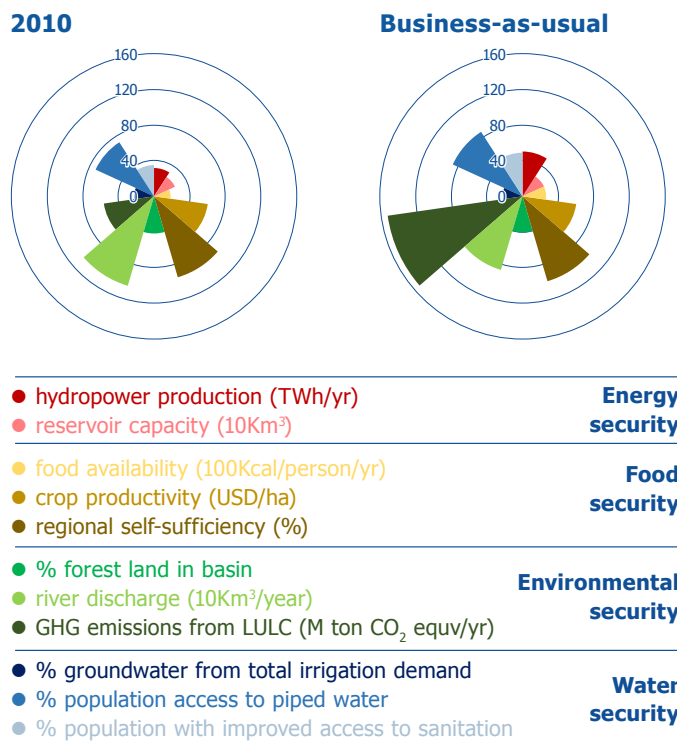 2010
Business-as-usual
160
120
80
40
0
160
120
80
40
0
hydropower production (TWh/yr)
reservoir capacity (10Km³)
Energy
security
food availability (100Kcal/person/yr)
crop productivity (USD/ha)
regional self-sufficiency (%)
Food
security
% forest land in basin
river discharge (10Km³/year)
GHG emissions from LULC (M ton CO₂ equv/yr)
Environmental
security
% groundwater from total irrigation demand
% population access to piped water
% population with improved access to sanitation
Water
security